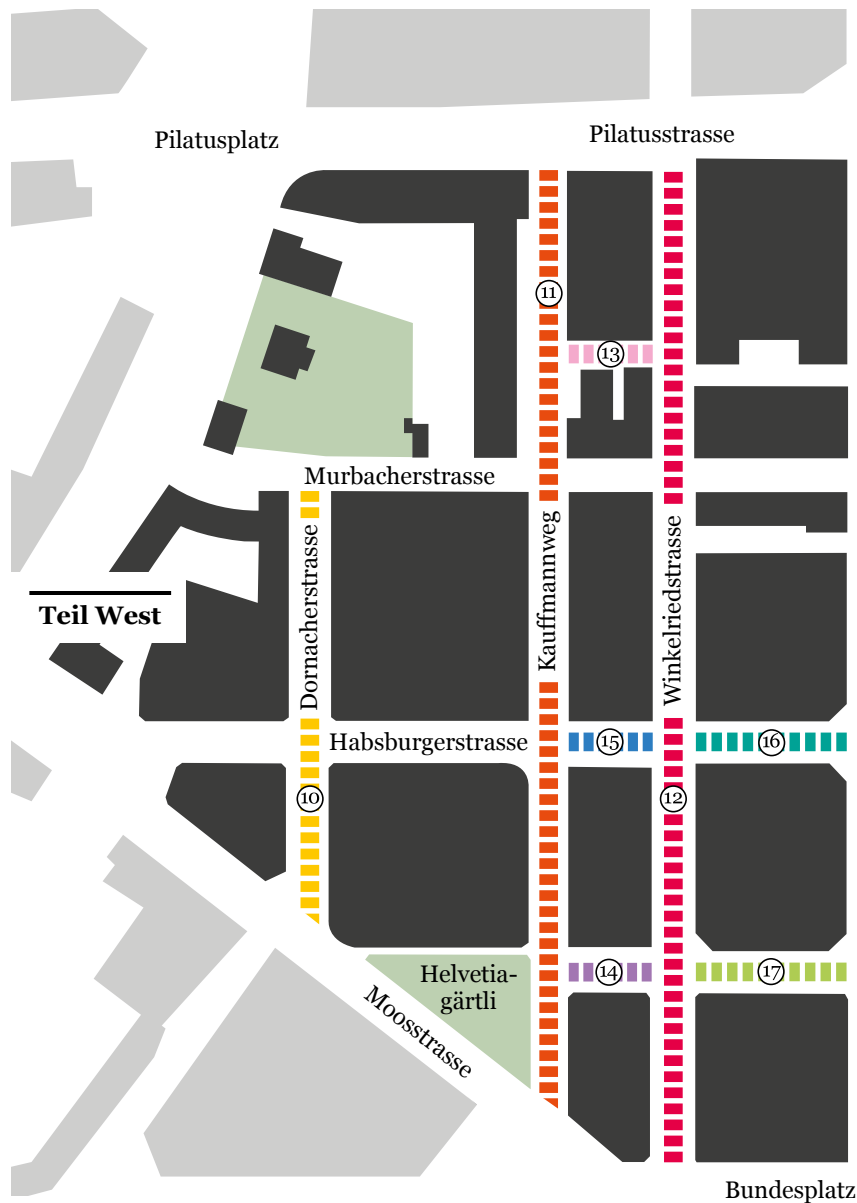 Pilatusplatz
Pilatusstrasse
11
13
Murbacherstrasse
Dornacherstrasse
Kauffmannweg
Winkelriedstrasse
Teil West
Habsburgerstrasse
15
16
10
12
Helvetia-
gärtli
14
17
Moosstrasse
Bundesplatz